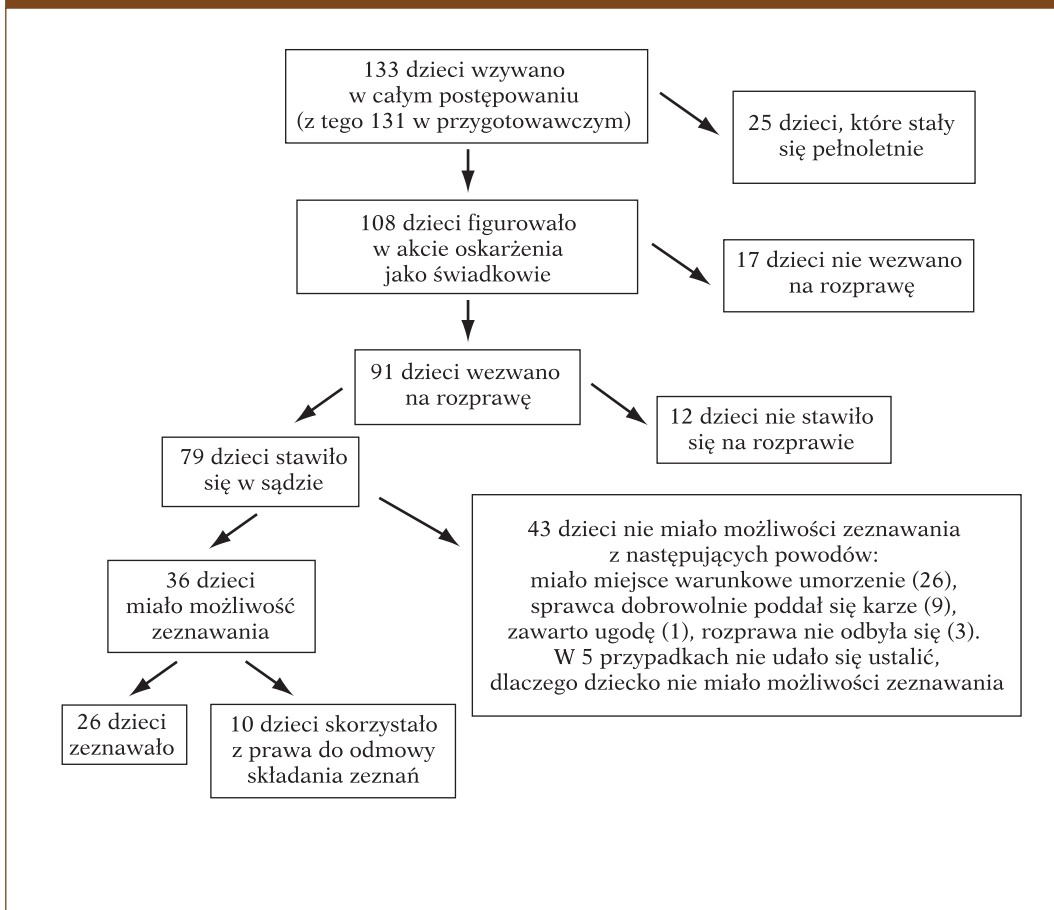 133 dzieci wzywano
w całym postępowaniu
(z tego 131 w przygotowawczym)
25 dzieci, które stały
się pełnoletnie
108 dzieci figurowało
w akcie oskarżenia
jako świadkowie
17 dzieci nie wezwano
na rozprawę
91 dzieci wezwano
na rozprawę
12 dzieci nie stawiło
się na rozprawie
79 dzieci stawiło
się w sądzie
43 dzieci nie miało możliwości zeznawania
z następujących powodów:
miało miejsce warunkowe umorzenie (26),
sprawca dobrowolnie poddał się karze (9),
zawarto ugodę (1), rozprawa nie odbyła się (3).
W 5 przypadkach nie udało się ustalić,
dlaczego dziecko nie miało możliwości zeznawania
36 dzieci
miało możliwość
zeznawania
26 dzieci
zeznawało
10 dzieci skorzystało
z prawa do odmowy
składania zeznań